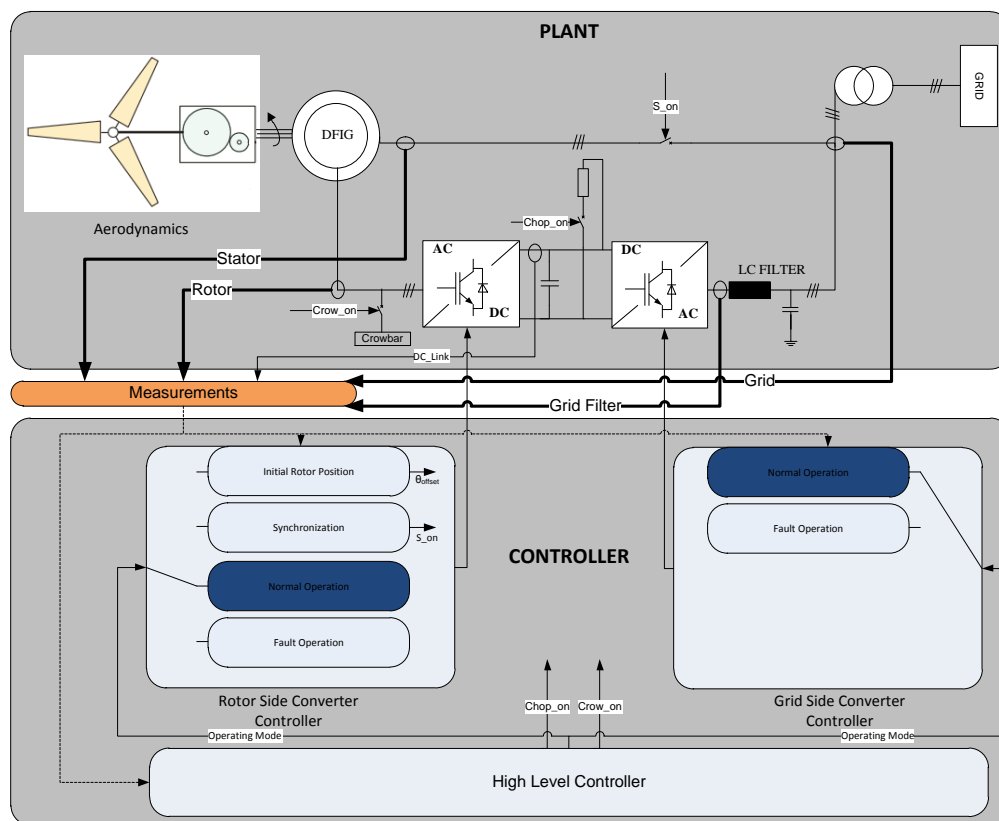 PLANT
GRID
S_on
DFIG
Aerodynamics
Chop_on
Stator
AC
DC
DC
AC
LC FILTER
Rotor
Crow_on
Crowbar
DC_Link
Grid
Measurements
Grid Filter
Initial Rotor Position
θoffset
Synchronization
S_on
Normal Operation
Fault Operation
Normal Operation
Fault Operation
CONTROLLER
Rotor Side Converter
Controller
Grid Side Converter
Controller
Chop_on
Crow_on
Operating Mode
Operating Mode
High Level Controller